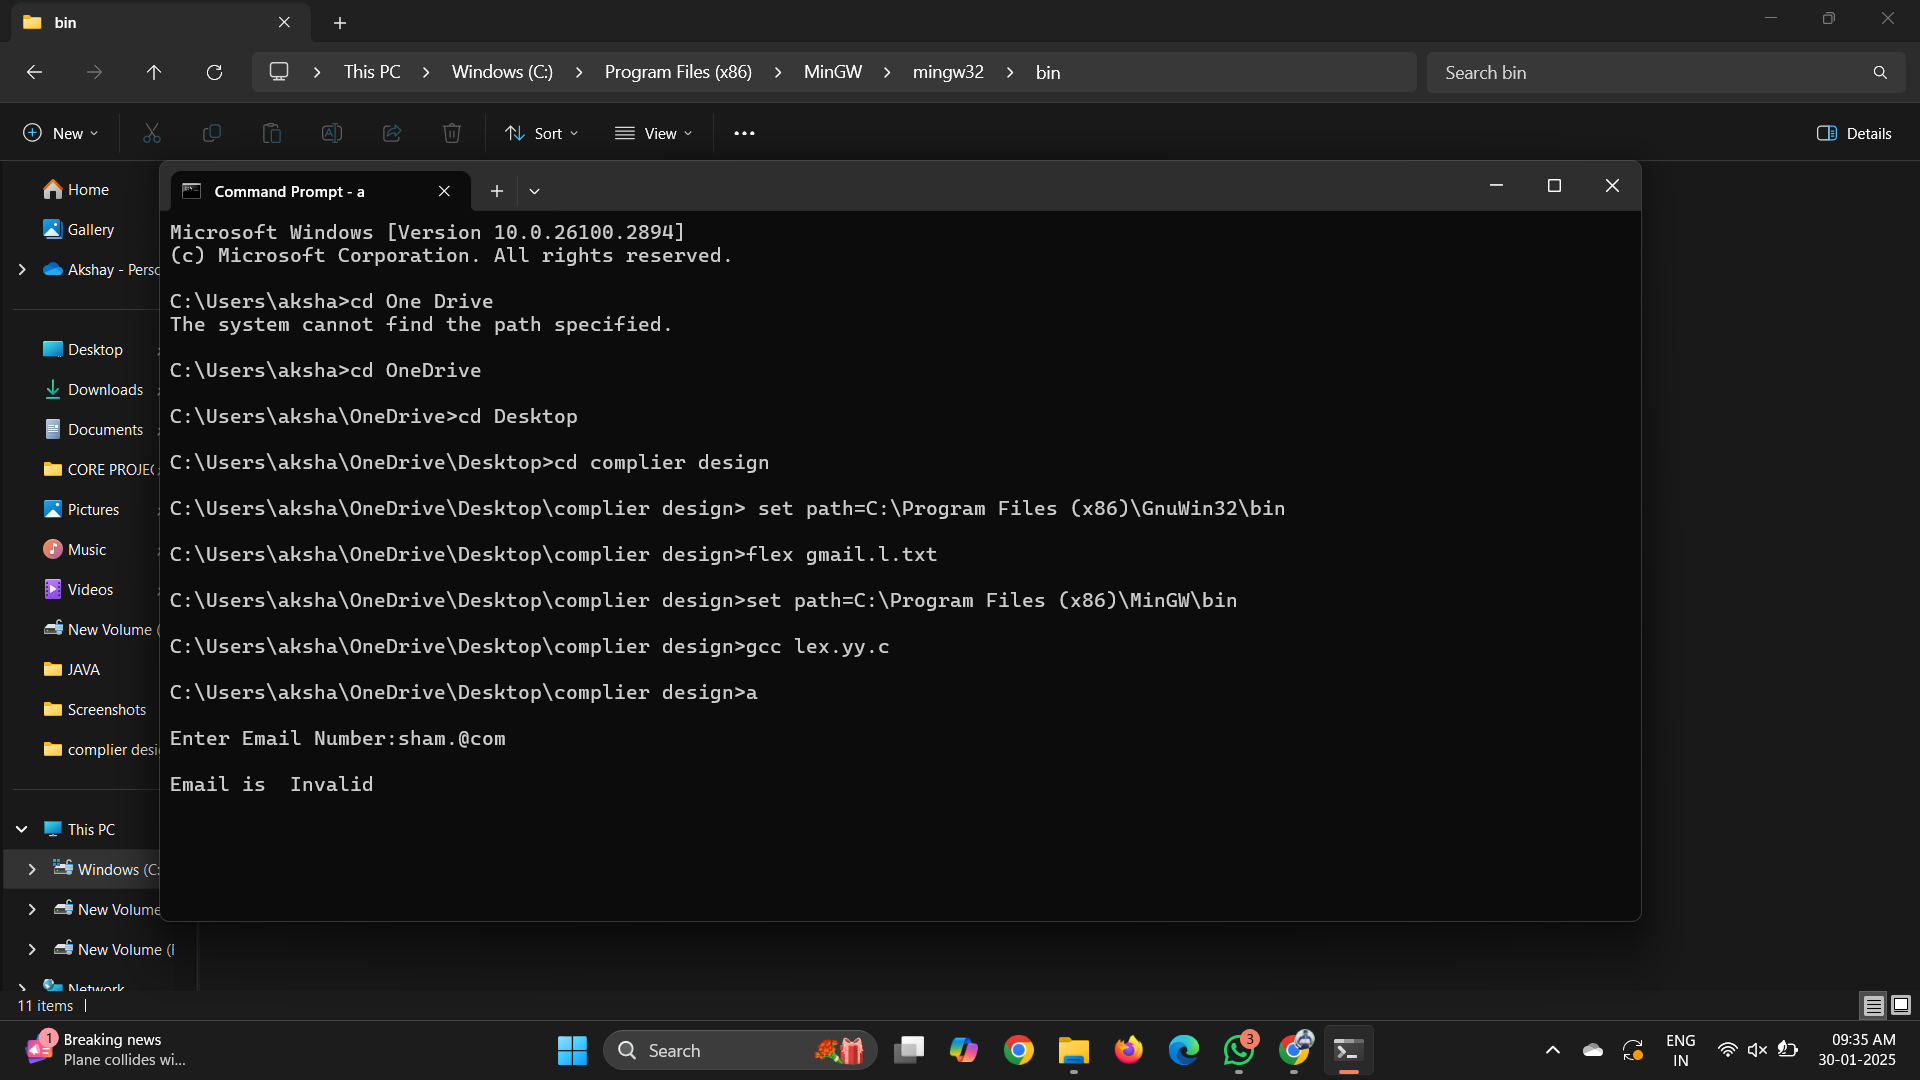 bin
This PC > Windows (C:) > Program Files (x86) > MinGW > mingw32 > bin
Search bin
New
Sort
View
Details
Home
Gallery
Akshay - Perso
Desktop
Downloads
Documents
CORE PROJEC
Pictures
Music
Videos
New Volume (
JAVA
Screenshots
complier desi
This PC
Windows (C:
New Volume
New Volume (
Network
11 items
Command Prompt - a
Microsoft Windows [Version 10.0.26100.2894]
(c) Microsoft Corporation. All rights reserved.
C:\Users\aksha>cd One Drive
The system cannot find the path specified.
C:\Users\aksha>cd OneDrive
C:\Users\aksha\OneDrive>cd Desktop
C:\Users\aksha\OneDrive\Desktop>cd complier design
C:\Users\aksha\OneDrive\Desktop\complier design> set path=C:\Program Files (x86)\GnuWin32\bin
C:\Users\aksha\OneDrive\Desktop\complier design>flex gmail.l.txt
C:\Users\aksha\OneDrive\Desktop\complier design>set path=C:\Program Files (x86)\MinGW\bin
C:\Users\aksha\OneDrive\Desktop\complier design>gcc lex.yy.c
C:\Users\aksha\OneDrive\Desktop\complier design>a
Enter Email Number:sham.@com
Email is  Invalid
1
Breaking news
Plane collides wi...
Search
3
ENG
IN
09:35 AM
30-01-2025